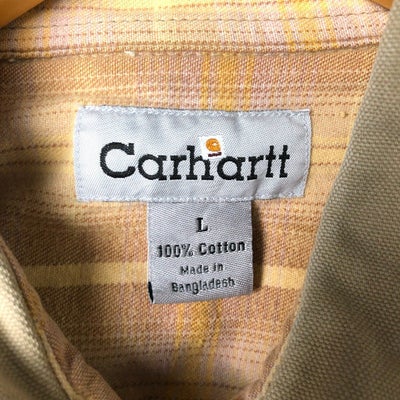 Carhartt
L
100% Cotton
Made in
Bangladesh